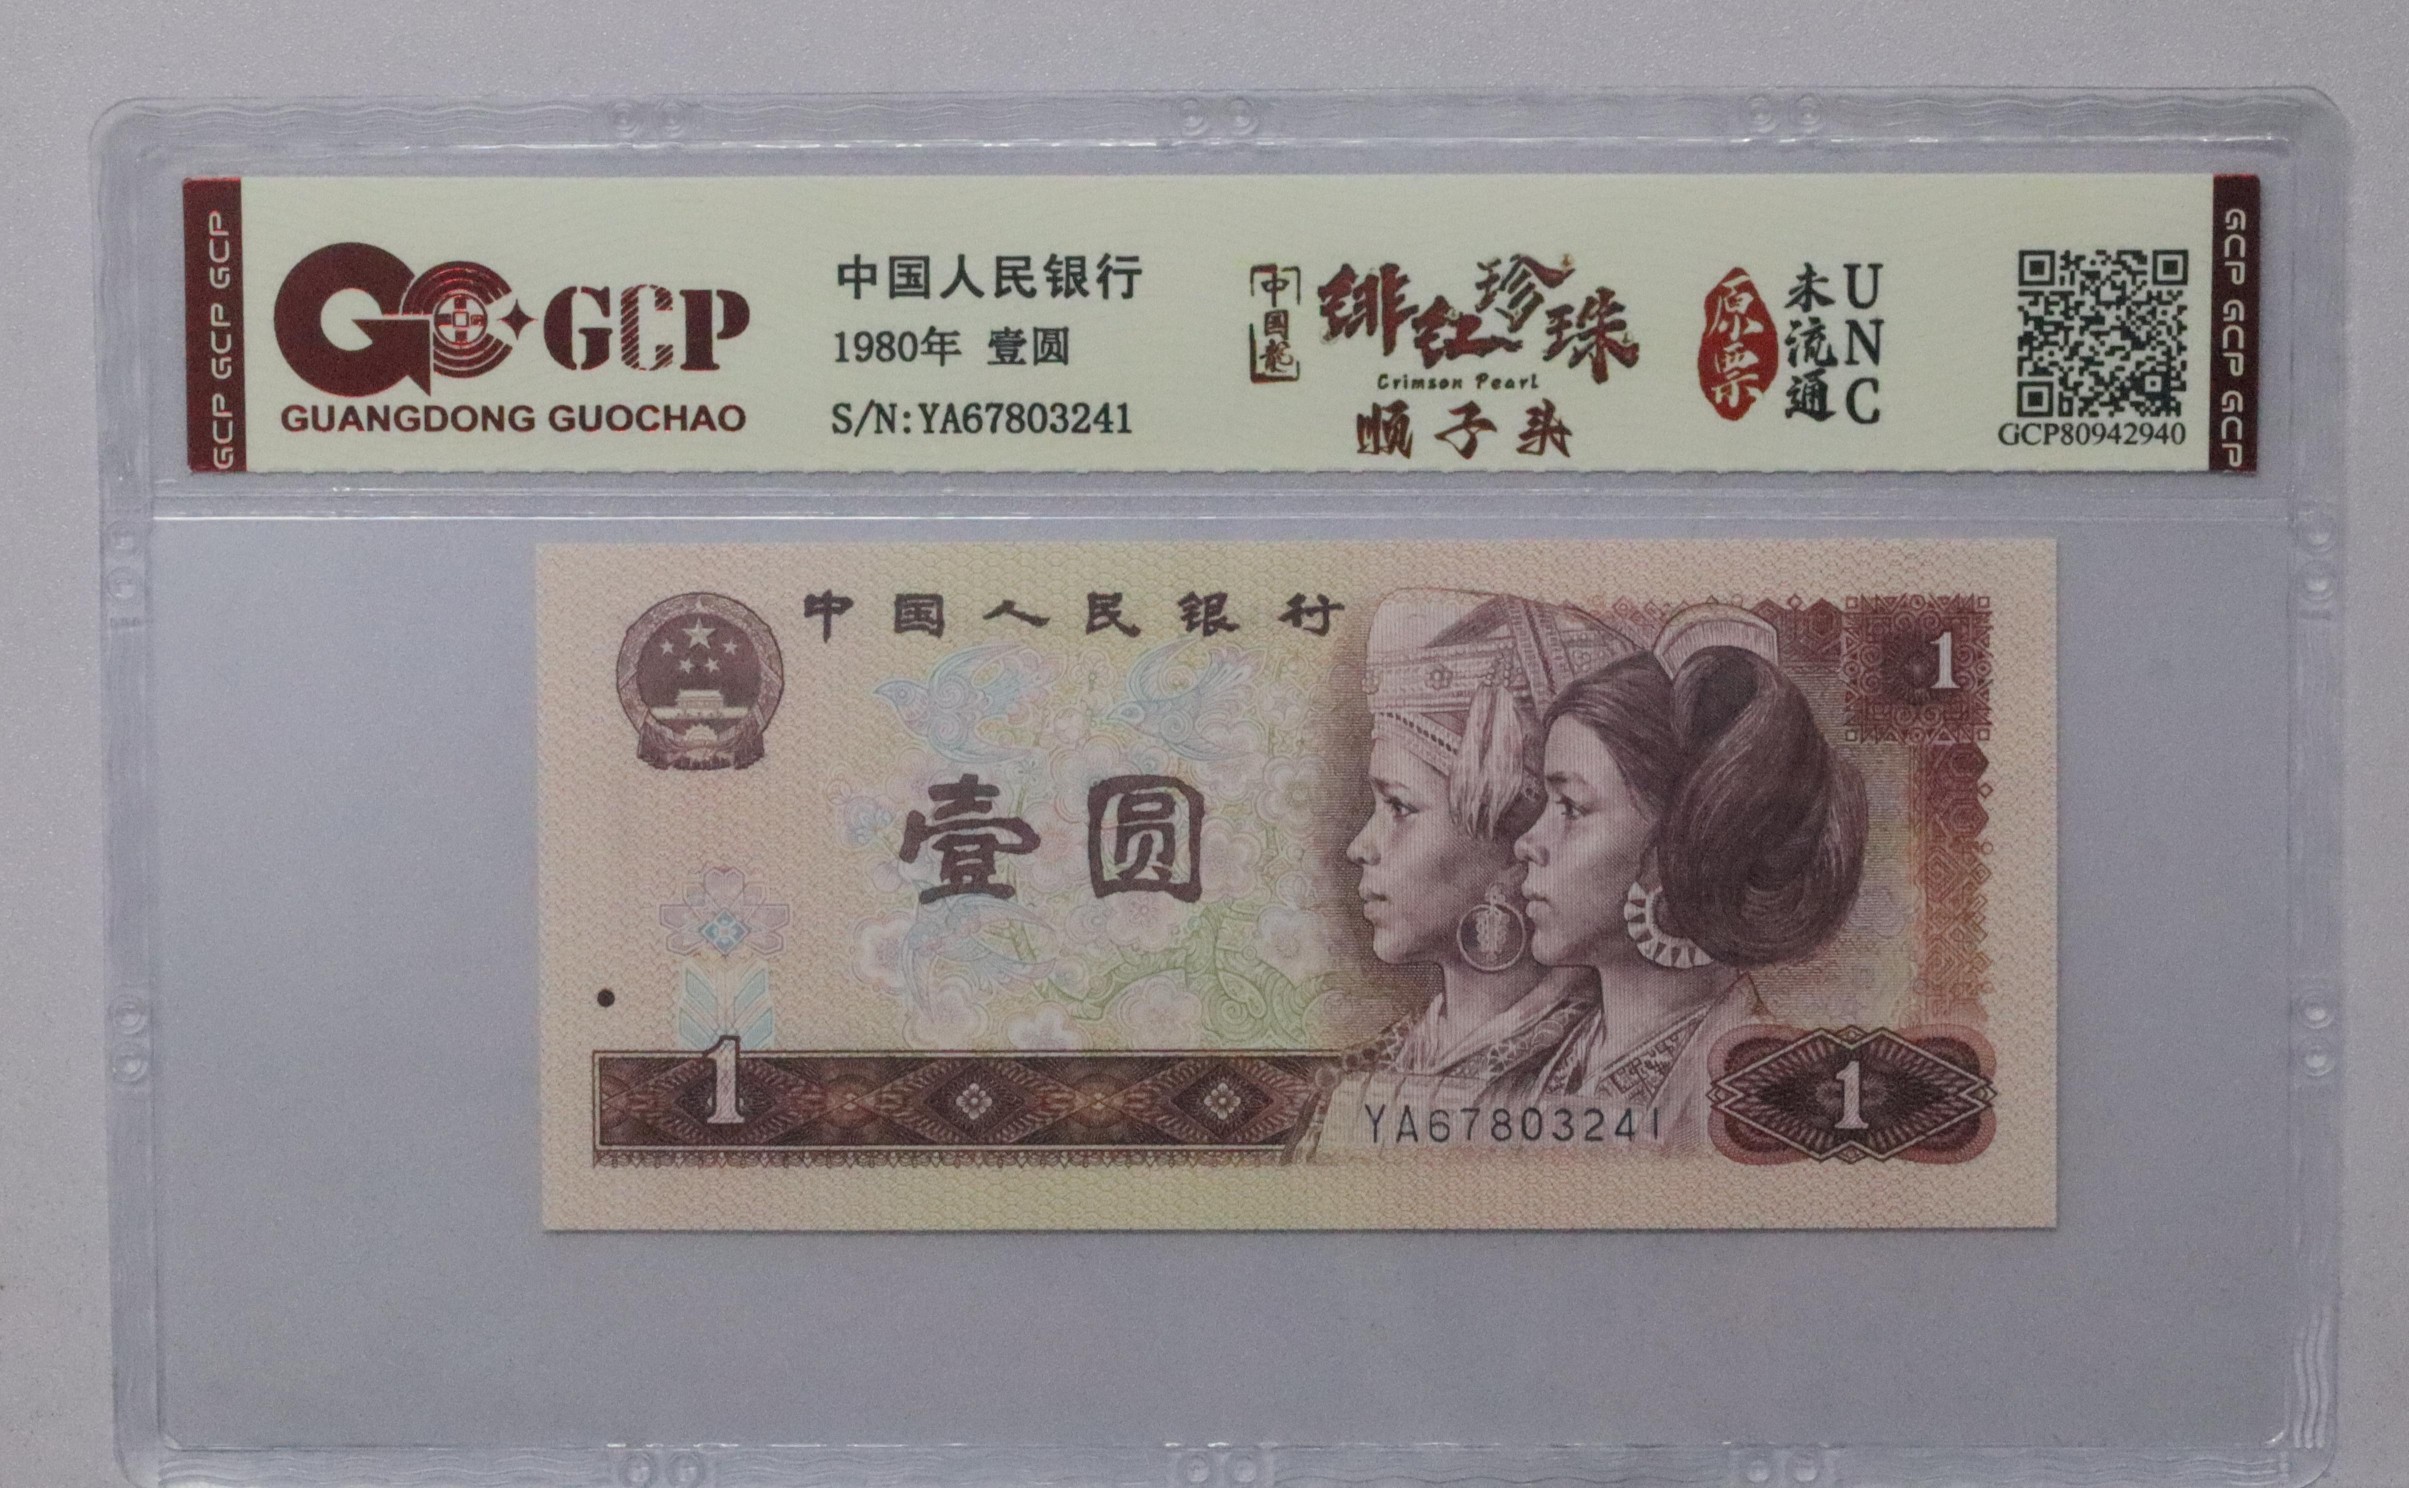 GCP GCP GCP
GCP
GUANGDONG GUOCHAO
中国人民银行
1980年 壹圆
S/N:YA67803241
中国龍
绯红珍珠
Crimson Pearl
顺子头
原票
未流通
UNC
GCP80942940
GCP GCP GCP
中国人民银行
1
壹圆
1
YA67803241
1